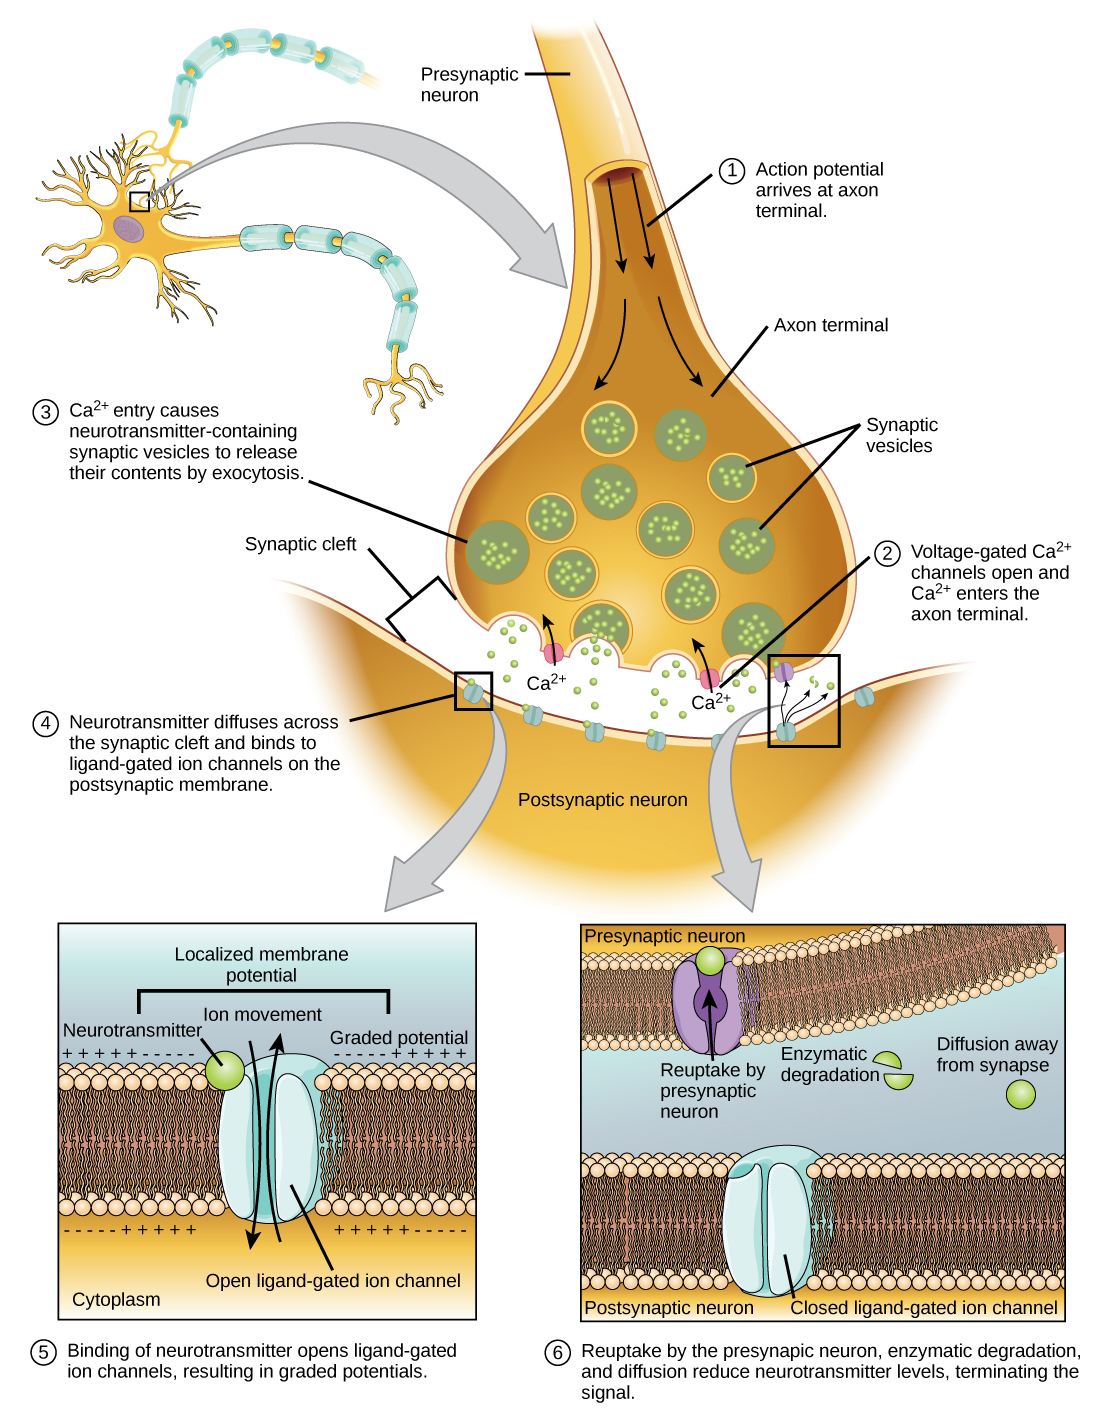 Presynaptic
neuron
1 Action potential
arrives at axon
terminal.
Axon terminal
3 Ca2+ entry causes
neurotransmitter-containing
synaptic vesicles to release
their contents by exocytosis.
Synaptic
vesicles
Synaptic cleft
2 Voltage-gated Ca2+
channels open and
Ca2+ enters the
axon terminal.
Ca2+
Ca2+
4 Neurotransmitter diffuses across
the synaptic cleft and binds to
ligand-gated ion channels on the
postsynaptic membrane.
Postsynaptic neuron
Localized membrane
potential
Ion movement
Neurotransmitter
Graded potential
+ + + + + - - - - -
- - - - - + + + + +
- - - - - + + + + +
+ + + + + - - - - -
Open ligand-gated ion channel
Cytoplasm
5 Binding of neurotransmitter opens ligand-gated
ion channels, resulting in graded potentials.
Presynaptic neuron
Reuptake by
presynaptic
neuron
Enzymatic
degradation
Diffusion away
from synapse
Postsynaptic neuron
Closed ligand-gated ion channel
6 Reuptake by the presynapic neuron, enzymatic degradation,
and diffusion reduce neurotransmitter levels, terminating the
signal.